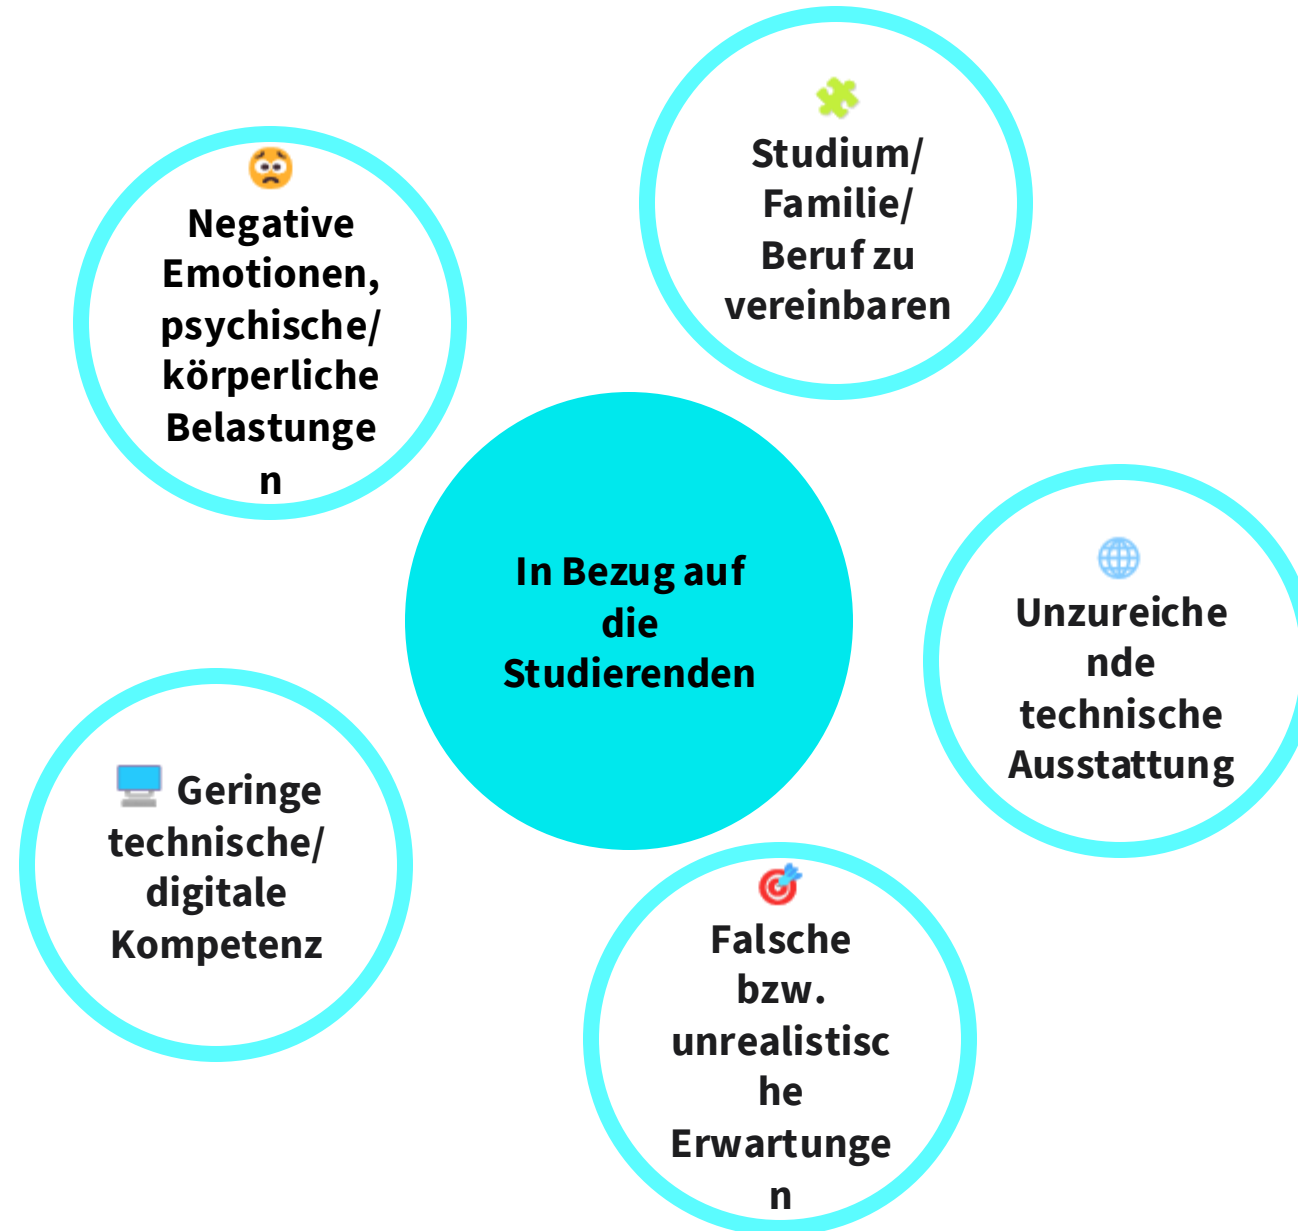 Studium/
Familie/
Beruf zu
vereinbaren
Negative
Emotionen,
psychische/
körperliche
Belastunge
n
In Bezug auf
die
Studierenden
Unzureiche
nde
technische
Ausstattung
Geringe
technische/
digitale
Kompetenz
Falsche
bzw.
unrealistisc
he
Erwartunge
n